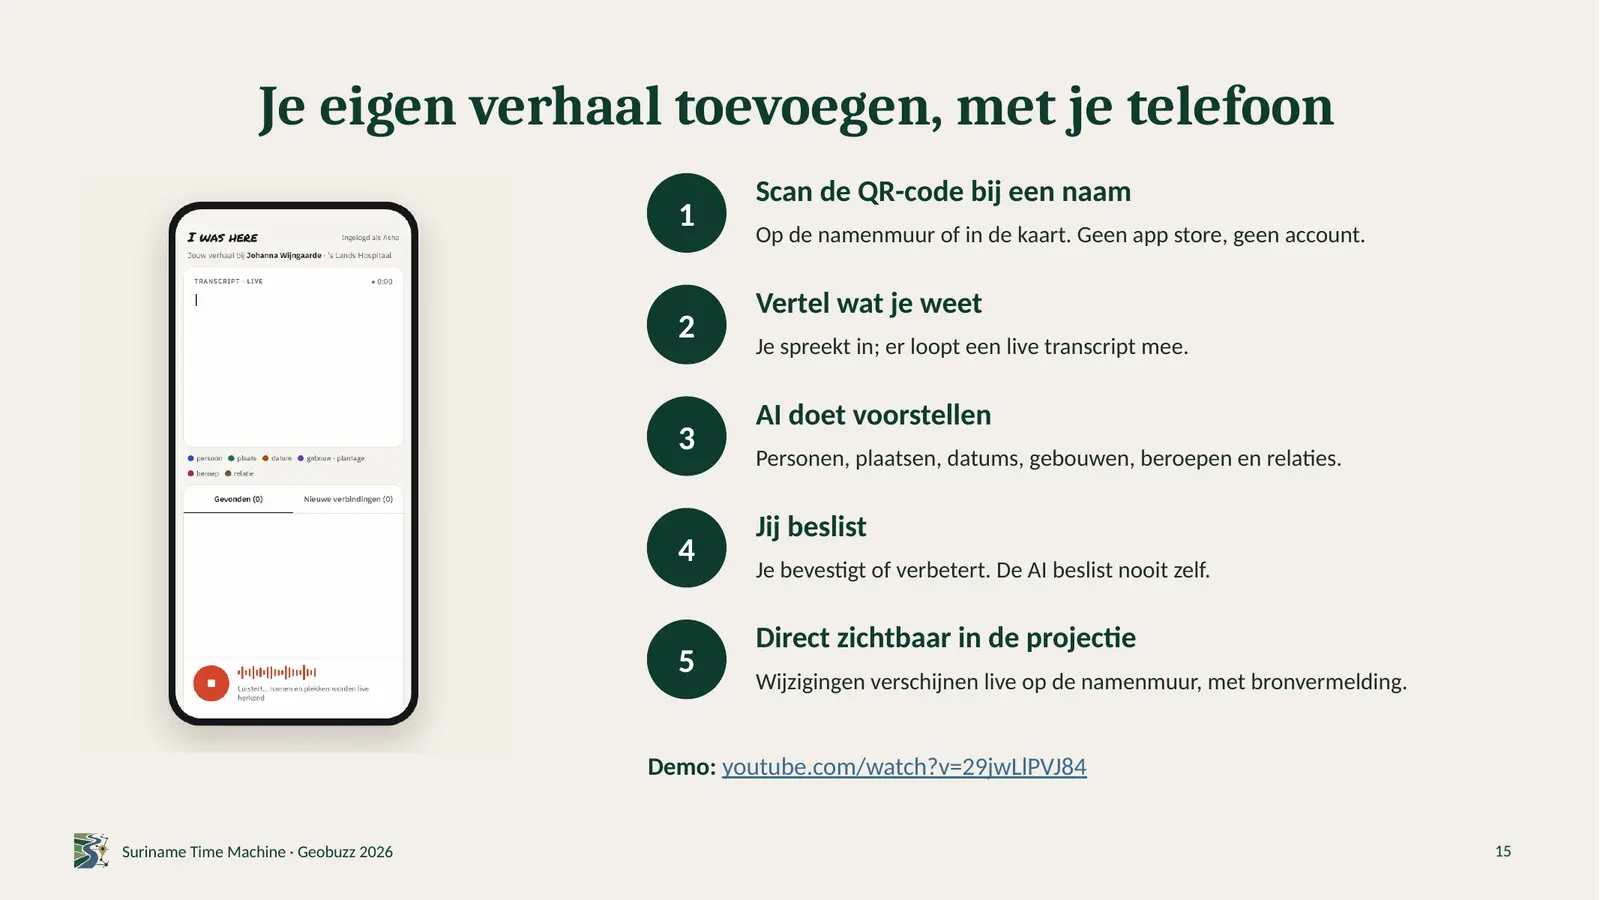 Je eigen verhaal toevoegen, met je telefoon
I WAS HERE
Ingelogd als Asha
Jouw verhaal bij Johanna Wijngaarde · 's Lands Hospitaal
TRANSCRIPT · LIVE
• 0:00
persoon plaats datum gebouw · plantage
beroep relatie
Gevonden (0)
Nieuwe verbindingen (0)
Luistert... namen en plekken worden live
herkend
1
Scan de QR-code bij een naam
Op de namenmuur of in de kaart. Geen app store, geen account.
2
Vertel wat je weet
Je spreekt in; er loopt een live transcript mee.
3
AI doet voorstellen
Personen, plaatsen, datums, gebouwen, beroepen en relaties.
4
Jij beslist
Je bevestigt of verbetert. De AI beslist nooit zelf.
5
Direct zichtbaar in de projectie
Wijzigingen verschijnen live op de namenmuur, met bronvermelding.
Demo: youtube.com/watch?v=29jwLlPVJ84
Suriname Time Machine · Geobuzz 2026
15